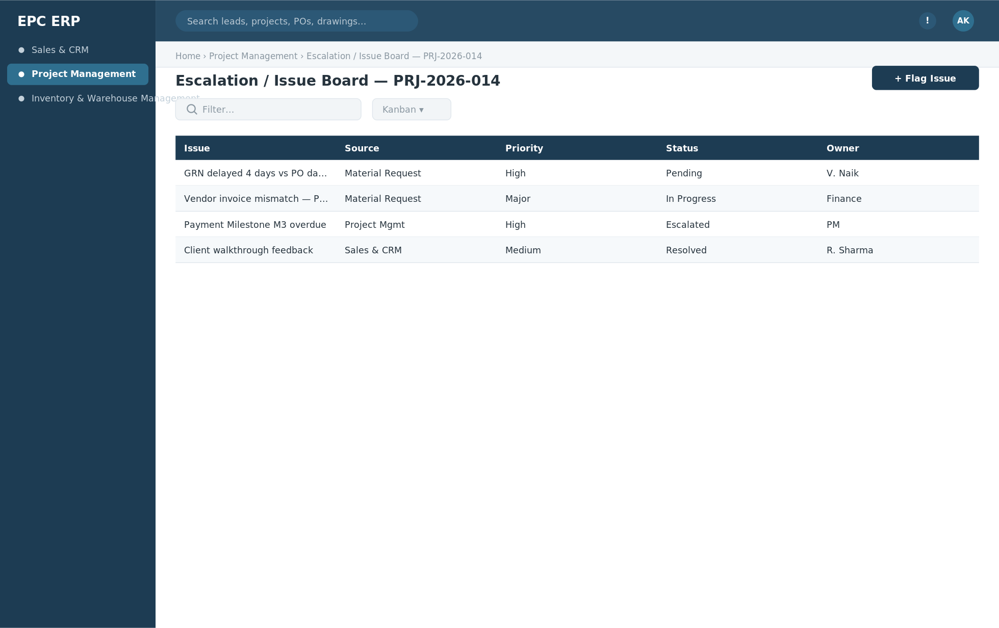 EPC ERP
Search leads, projects, POs, drawings...
!
AK
Sales & CRM
Project Management
Inventory & Warehouse Management
Home › Project Management › Escalation / Issue Board — PRJ-2026-014
Escalation / Issue Board — PRJ-2026-014
+ Flag Issue
Filter...
Kanban ▾
Issue Source Priority Status Owner
GRN delayed 4 days vs PO da... Material Request High Pending V. Naik
Vendor invoice mismatch — P... Material Request Major In Progress Finance
Payment Milestone M3 overdue Project Mgmt High Escalated PM
Client walkthrough feedback Sales & CRM Medium Resolved R. Sharma